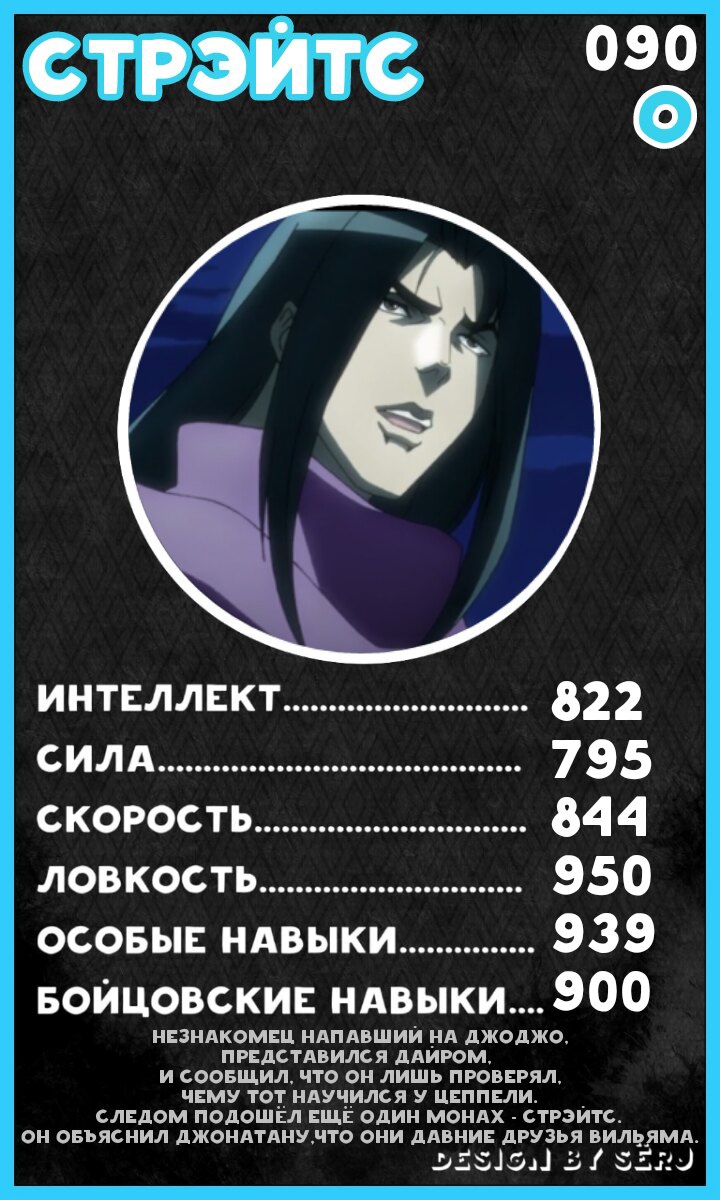 СТРЭЙТС
090
О
ИНТЕЛЛЕКТ........................... 822
СИЛА........................................ 795
СКОРОСТЬ.............................. 844
ЛОВКОСТЬ............................. 950
ОСОБЫЕ НАВЫКИ............... 939
БОЙЦОВСКИЕ НАВЫКИ.... 900
НЕЗНАКОМЕЦ НАПАВШИЙ НА ДЖОДЖО,
ПРЕДСТАВИЛСЯ ДАЙРОМ,
И СООБЩИЛ, ЧТО ОН ЛИШЬ ПРОВЕРЯЛ,
ЧЕМУ ТОТ НАУЧИЛСЯ У ЦЕППЕЛИ.
СЛЕДОМ ПОДОШЁЛ ЕЩЁ ОДИН МОНАХ - СТРЭЙТС.
ОН ОБЪЯСНИЛ ДЖОНАТАНУ,ЧТО ОНИ ДАВНИЕ ДРУЗЬЯ ВИЛЬЯМА.
DESIGN BY SЁRJ